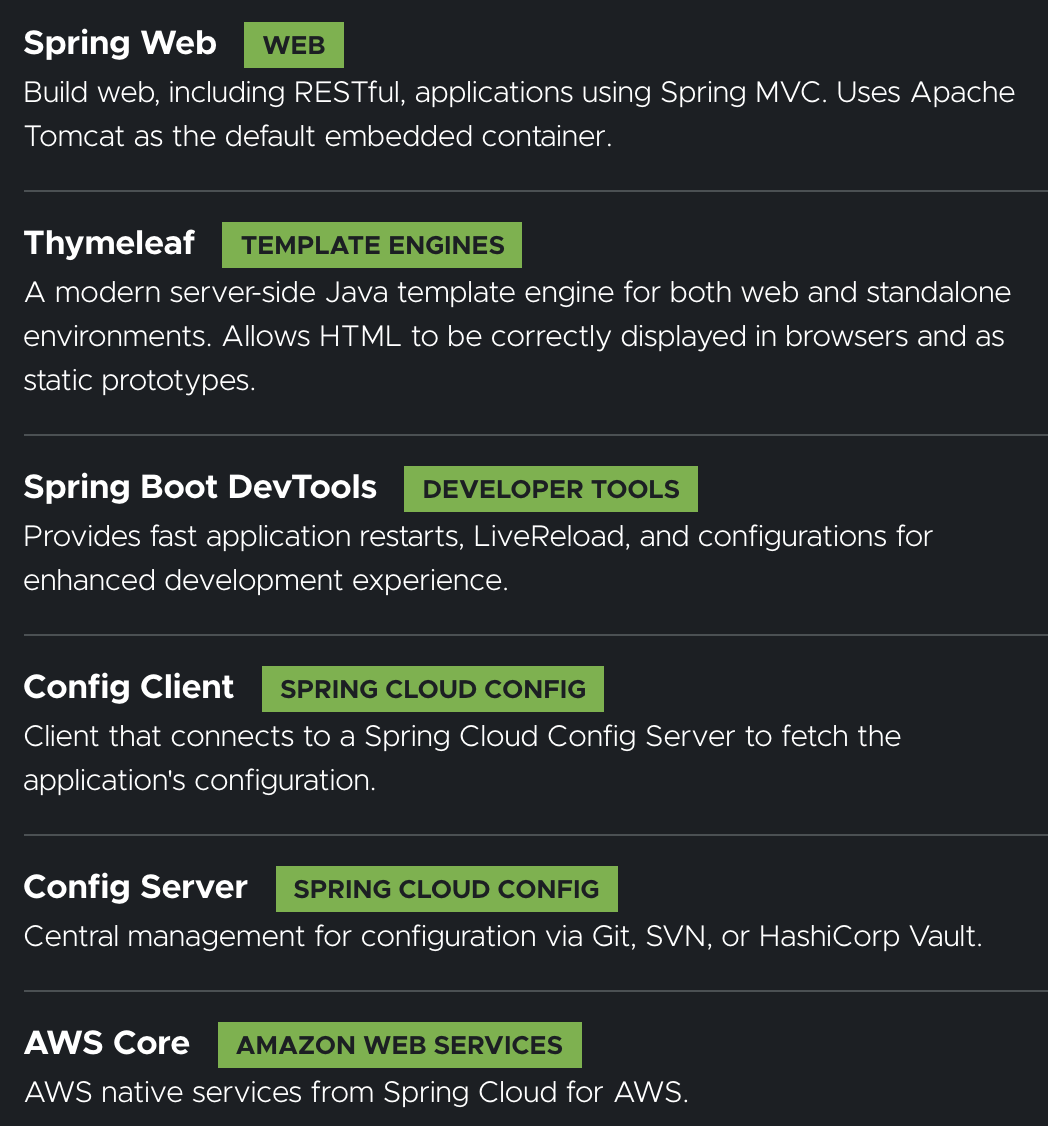 Spring Web WEB
Build web, including RESTful, applications using Spring MVC. Uses Apache
Tomcat as the default embedded container.
Thymeleaf TEMPLATE ENGINES
A modern server-side Java template engine for both web and standalone
environments. Allows HTML to be correctly displayed in browsers and as
static prototypes.
Spring Boot DevTools DEVELOPER TOOLS
Provides fast application restarts, LiveReload, and configurations for
enhanced development experience.
Config Client SPRING CLOUD CONFIG
Client that connects to a Spring Cloud Config Server to fetch the
application's configuration.
Config Server SPRING CLOUD CONFIG
Central management for configuration via Git, SVN, or HashiCorp Vault.
AWS Core AMAZON WEB SERVICES
AWS native services from Spring Cloud for AWS.